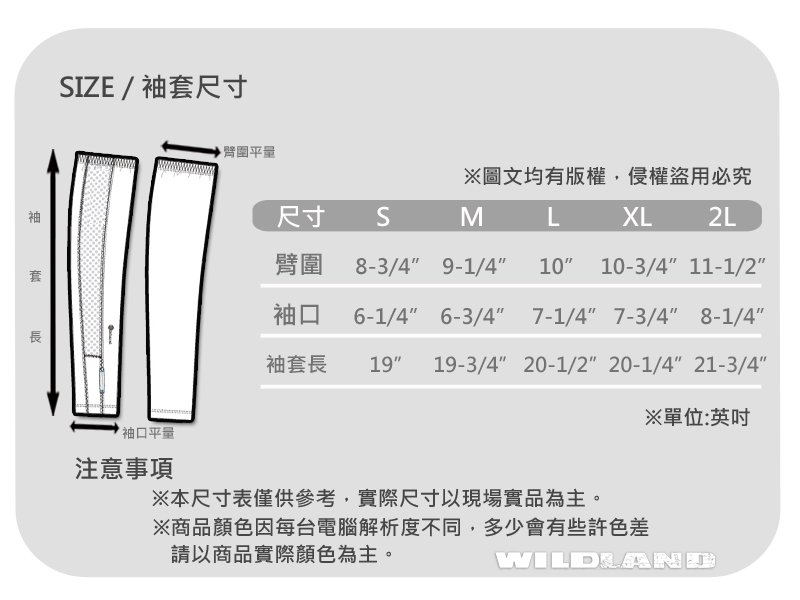 SIZE / 袖套尺寸
臂圍平量
※圖文均有版權，侵權盜用必究
袖
套
長
尺寸 S M L XL 2L
臂圍 8-3/4” 9-1/4” 10” 10-3/4” 11-1/2”
袖口 6-1/4” 6-3/4” 7-1/4” 7-3/4” 8-1/4”
袖套長 19” 19-3/4” 20-1/2” 20-1/4” 21-3/4”
※單位:英吋
袖口平量
注意事項
※本尺寸表僅供參考，實際尺寸以現場實品為主。
※商品顏色因每台電腦解析度不同，多少會有些許色差
請以商品實際顏色為主。
WILDLAND